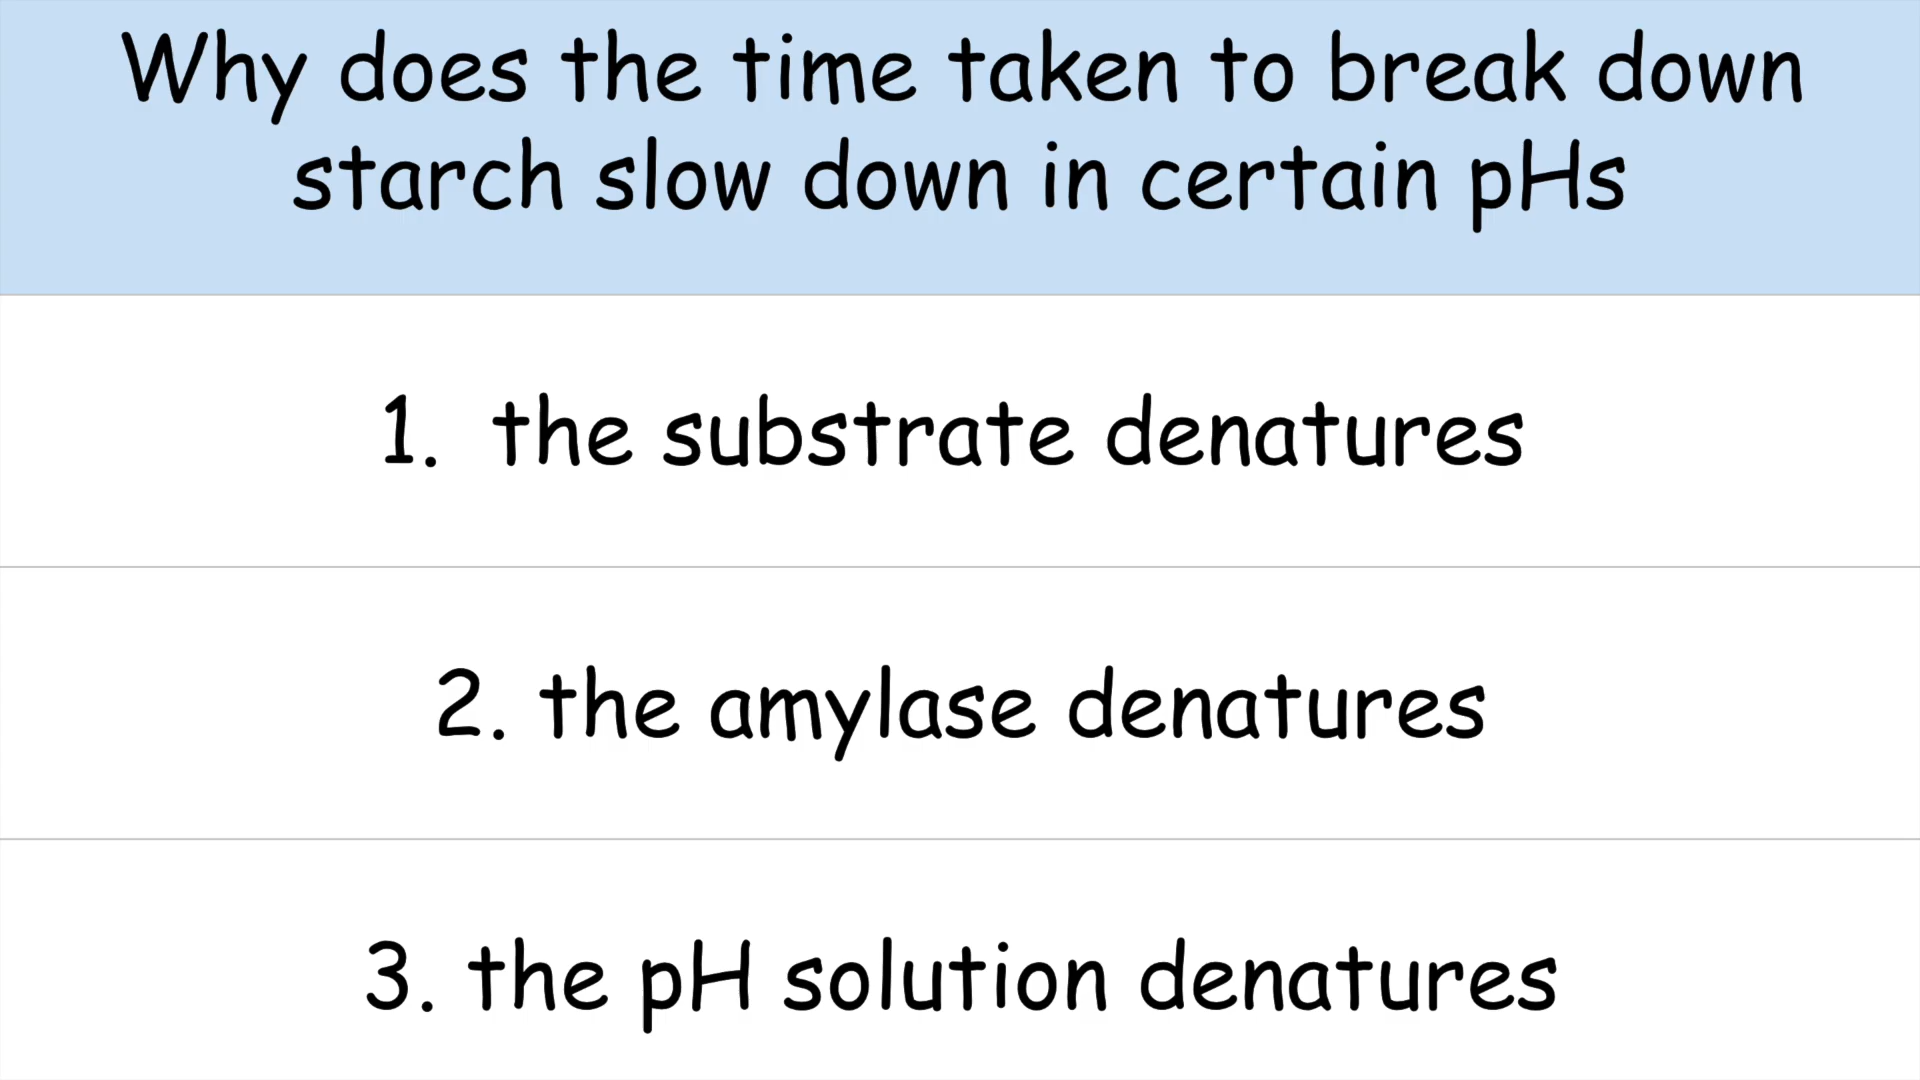 Why does the time taken to break down
starch slow down in certain pHs
1. the substrate denatures
2. the amylase denatures
3. the pH solution denatures